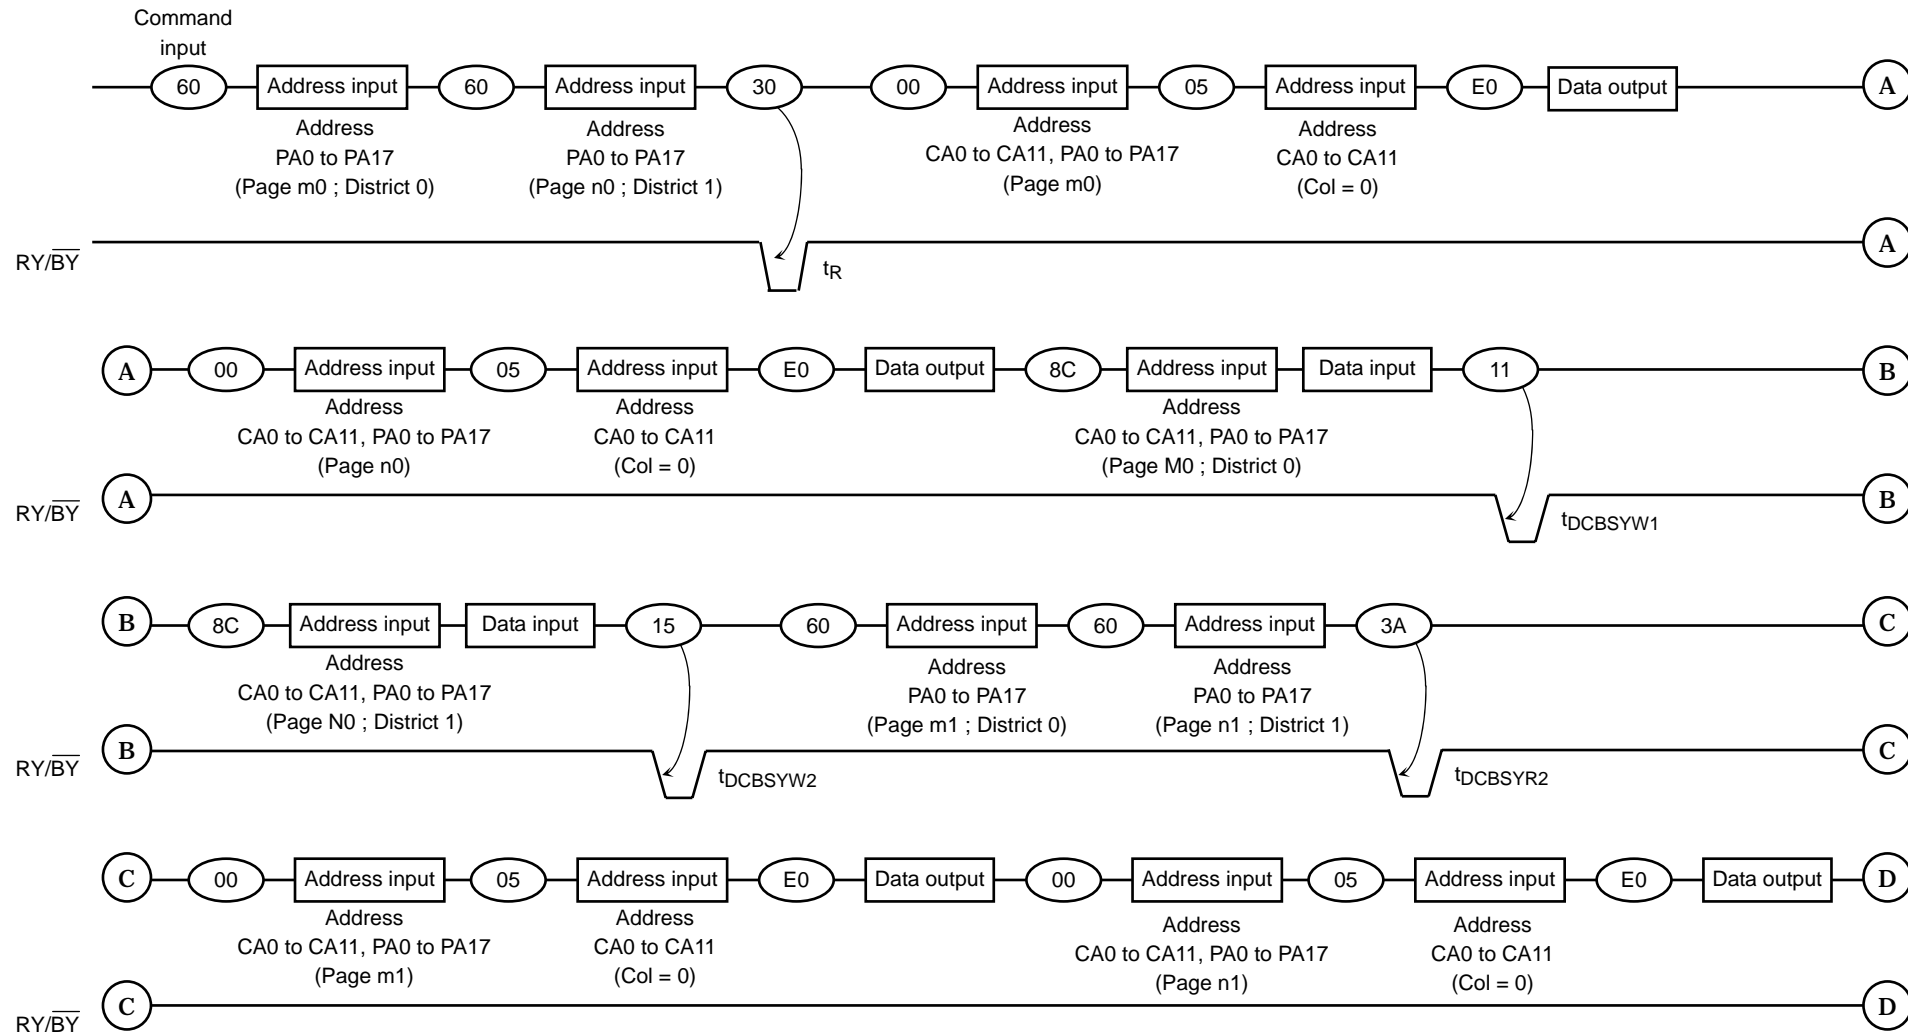 Command
input
60 Address input 60 Address input 30 00 Address input 05 Address input E0 Data output A
Address
PA0 to PA17
(Page m0 ; District 0)
Address
PA0 to PA17
(Page n0 ; District 1)
Address
CA0 to CA11, PA0 to PA17
(Page m0)
Address
CA0 to CA11
(Col = 0)
RY/BY tR A
A 00 Address input 05 Address input E0 Data output 8C Address input Data input 11 B
Address
CA0 to CA11, PA0 to PA17
(Page n0)
Address
CA0 to CA11
(Col = 0)
Address
CA0 to CA11, PA0 to PA17
(Page M0 ; District 0)
RY/BY A tDCBSYW1 B
B 8C Address input Data input 15 60 Address input 60 Address input 3A C
Address
CA0 to CA11, PA0 to PA17
(Page N0 ; District 1)
Address
PA0 to PA17
(Page m1 ; District 0)
Address
PA0 to PA17
(Page n1 ; District 1)
RY/BY B tDCBSYW2 tDCBSYR2 C
C 00 Address input 05 Address input E0 Data output 00 Address input 05 Address input E0 Data output D
Address
CA0 to CA11, PA0 to PA17
(Page m1)
Address
CA0 to CA11
(Col = 0)
Address
CA0 to CA11, PA0 to PA17
(Page n1)
Address
CA0 to CA11
(Col = 0)
RY/BY C D